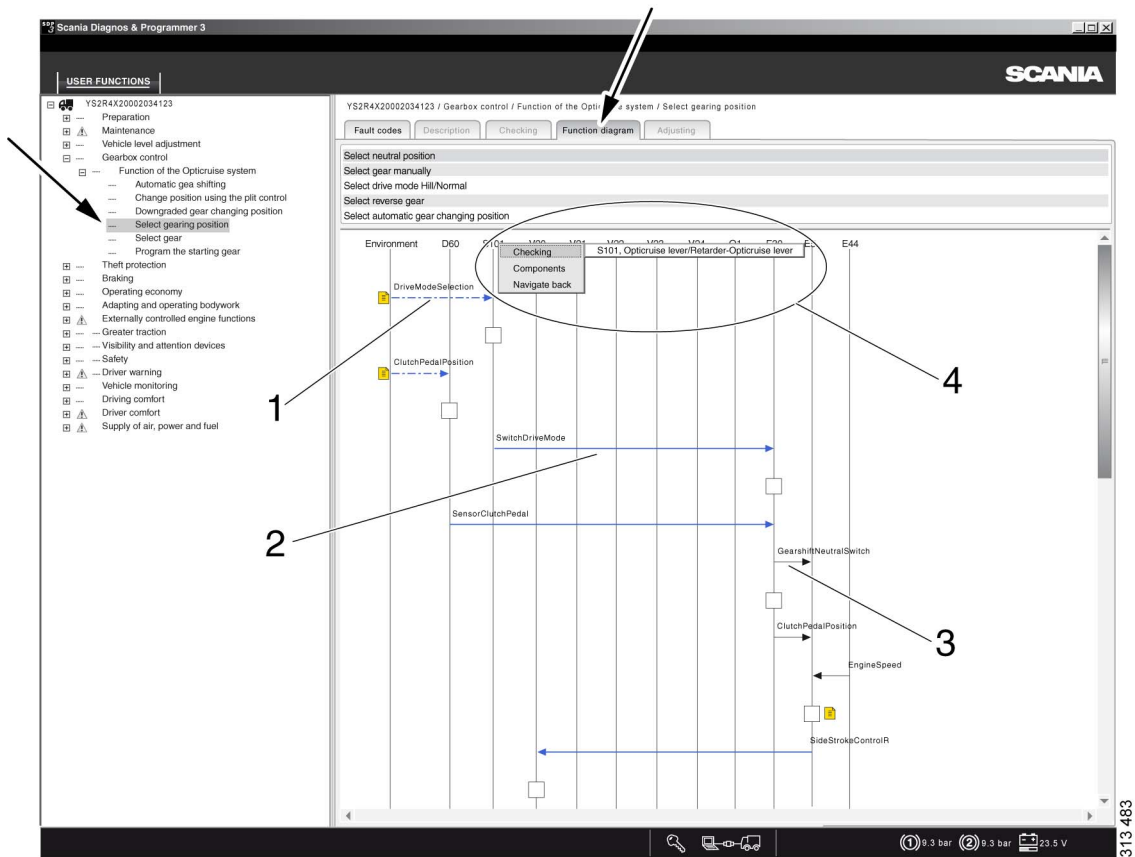 Scania Diagnos & Programmer 3
USER FUNCTIONS
SCANIA
YS2R4X20002034123
Preparation
Maintenance
Vehicle level adjustment
Gearbox control
Function of the Opticruise system
Automatic gea shifting
Change position using the plit control
Downgraded gear changing position
Select gearing position
Select gear
Program the starting gear
Theft protection
Braking
Operating economy
Adapting and operating bodywork
Externally controlled engine functions
Greater traction
Visibility and attention devices
Safety
Driver warning
Vehicle monitoring
Driving comfort
Driver comfort
Supply of air, power and fuel
YS2R4X20002034123 / Gearbox control / Function of the system / Select gearing position
Fault codes Description Checking Function diagram Adjusting
Select neutral position
Select gear manually
Select drive mode Hill/Normal
Select reverse gear
Select automatic gear changing position
Environment D60 E44
Checking S101, Opticruise lever/Retarder-Opticruise lever
Components
Navigate back
DriveModeSelection
ClutchPedalPosition
SwitchDriveMode
SensorClutchPedal
GearshiftNeutralSwitch
ClutchPedalPosition
EngineSpeed
SideStrokeControlR
1
2
3
4
(1) 9.3 bar (2) 9.3 bar 23.5 V
313 483